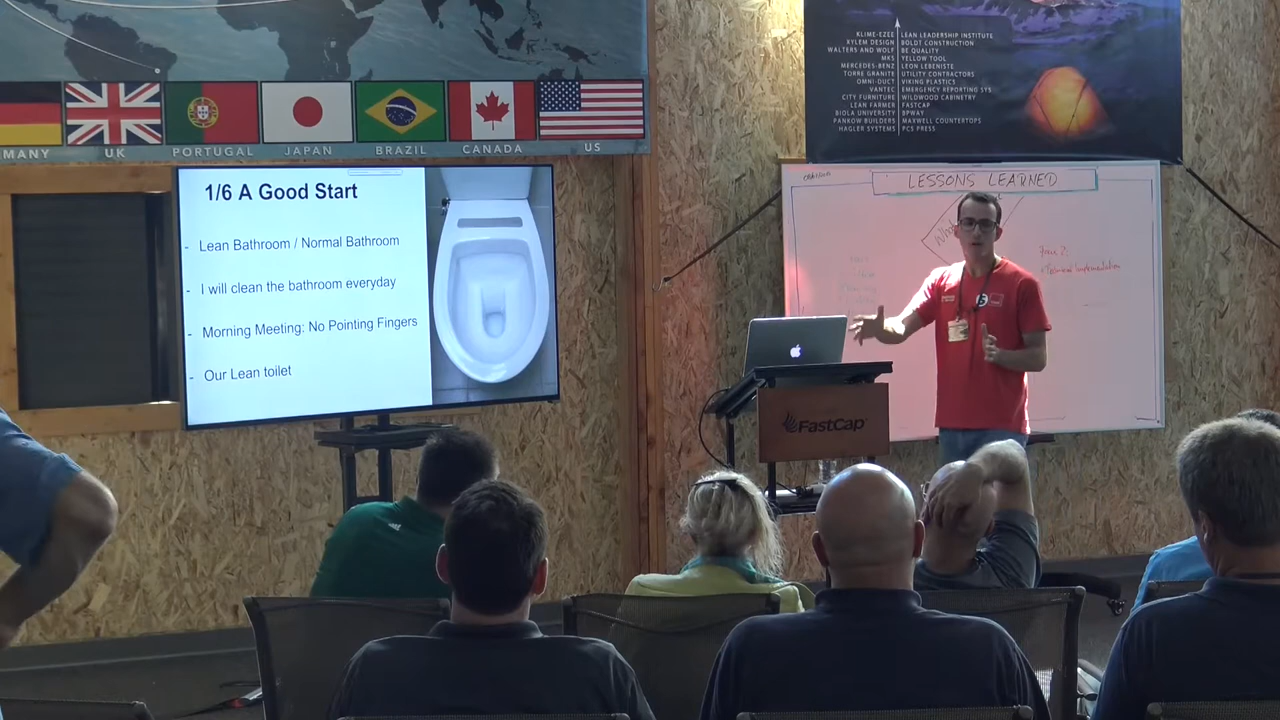 MANY
UK
PORTUGAL
JAPAN
BRAZIL
CANADA
US
KLIME-EZEE LEAN LEADERSHIP INSTITUTE
XYLEM DESIGN BOLDT CONSTRUCTION
WALTERS AND WOLF BE QUALITY
MKS YELLOW TOOL
MERCEDES-BENZ LEON LEBENISTE
TORRE GRANITE UTILITY CONTRACTORS
OMNI-DUCT VIKING PLASTICS
VANTEC EMERGENCY REPORTING SYS
CITY FURNITURE WILDWOOD CABINETRY
LEAN FARMER FASTCAP
BIOLA UNIVERSITY BPWAY
PANKOW BUILDERS MAXWELL COUNTERTOPS
HAGLER SYSTEMS PCS PRESS
1/6 A Good Start
- Lean Bathroom / Normal Bathroom
- I will clean the bathroom everyday
- Morning Meeting: No Pointing Fingers
- Our Lean toilet
LESSONS LEARNED
FastCap